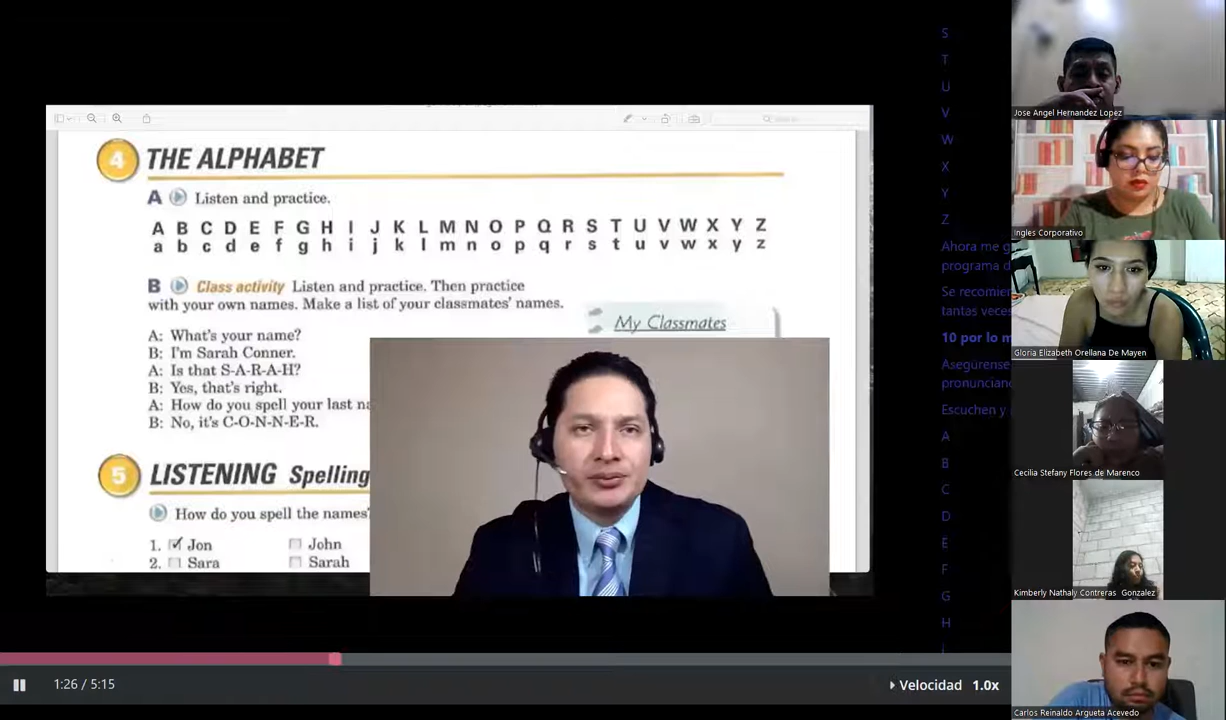 4 THE ALPHABET
A Listen and practice.
A B C D E F G H I J K L M N O P Q R S T U V W X Y Z
a b c d e f g h i j k l m n o p q r s t u v w x y z
B Class activity Listen and practice. Then practice
with your own names. Make a list of your classmates' names.
My Classmates
A: What's your name?
B: I'm Sarah Conner.
A: Is that S-A-R-A-H?
B: Yes, that's right.
A: How do you spell your last
B: No, it's C-O-N-N-E-R.
5 LISTENING Spelling
How do you spell the names?
1. Jon John
2. Sara Sarah
S
T
U
V
W
X
Y
Z
Ahora me
programa
Se
tantas veces
10 por lo
pronunciando
Escuchen y
A
B
C
D
E
F
G
H
1:26 / 5:15
Velocidad 1.0x
Jose Angel Hernandez Lopez
Ingles Corporativo
Gloria Elizabeth Orellana De Mayen
Cecilia Stefany Flores de Marenco
Kimberly Nathaly Contreras Gonzalez
Carlos Reinaldo Argueta Acevedo